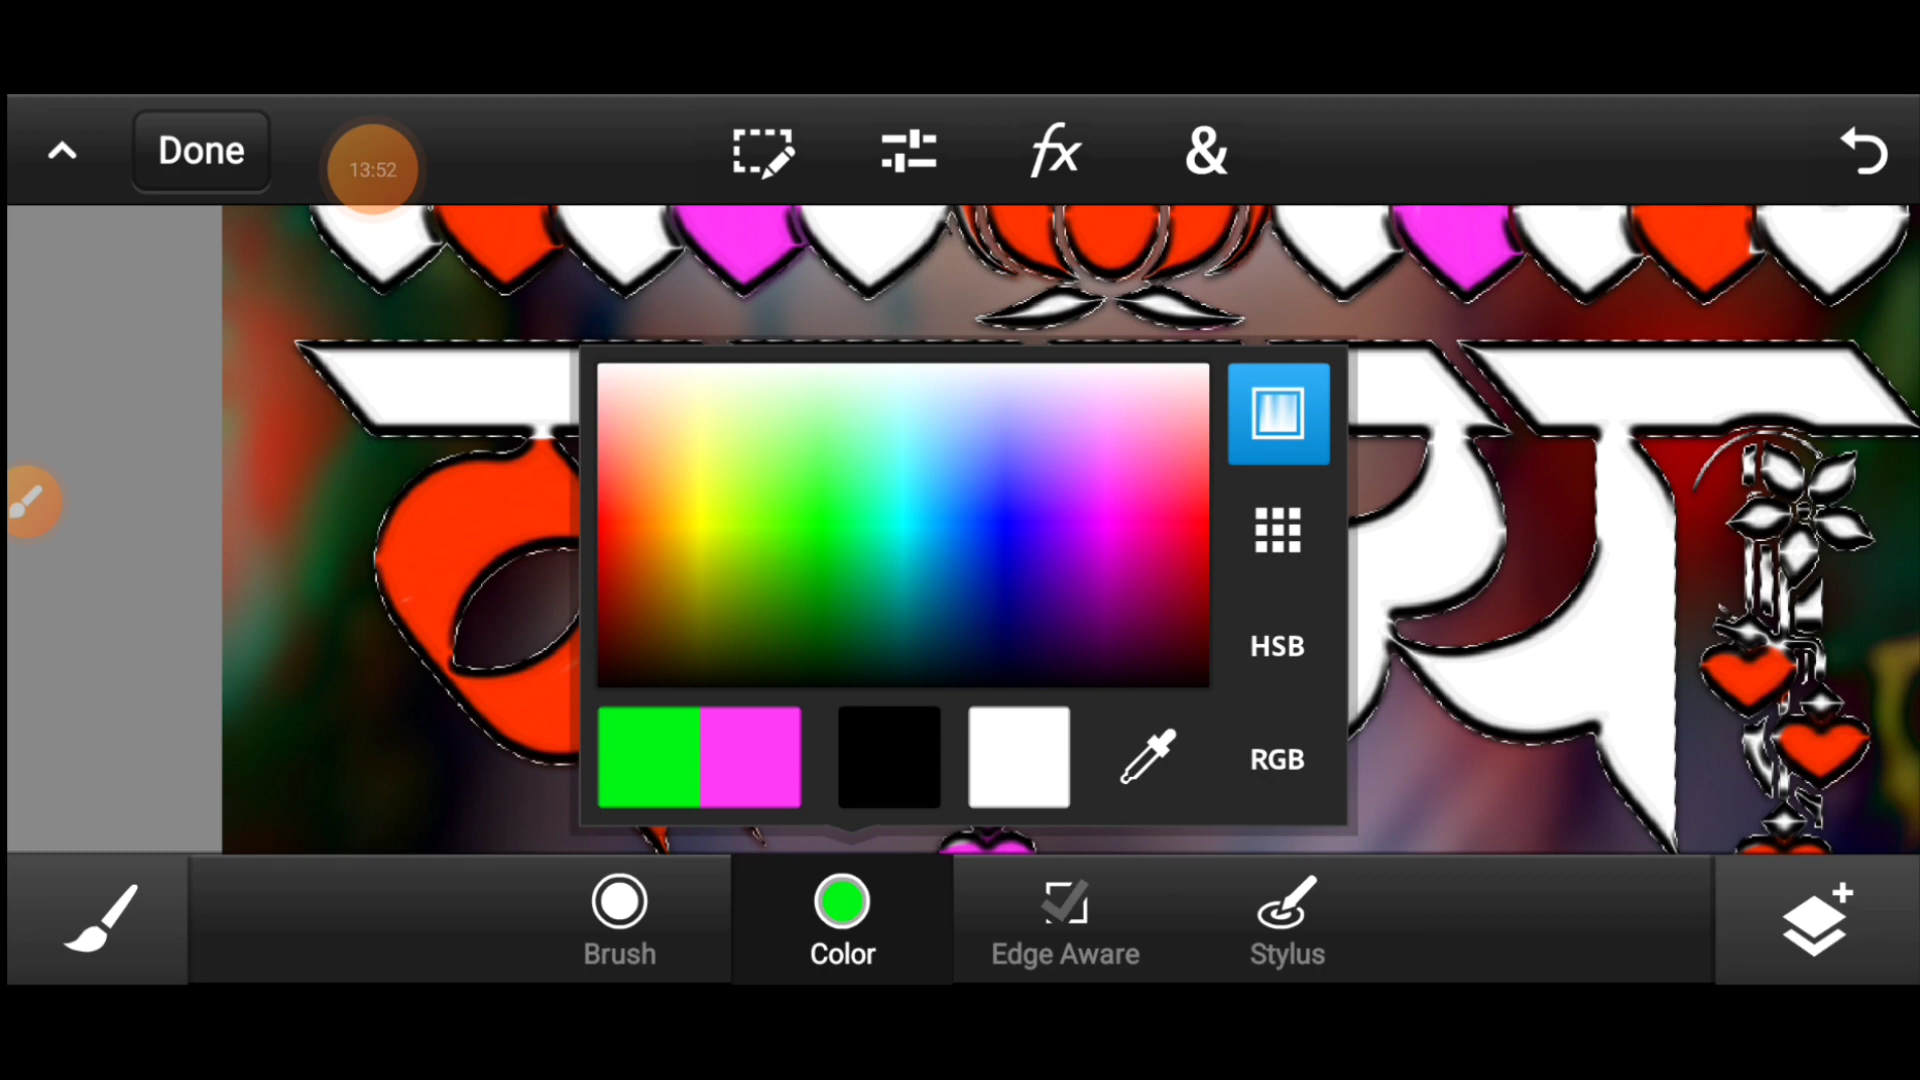 Done
13:52
fx
&
HSB
RGB
Brush
Color
Edge Aware
Stylus